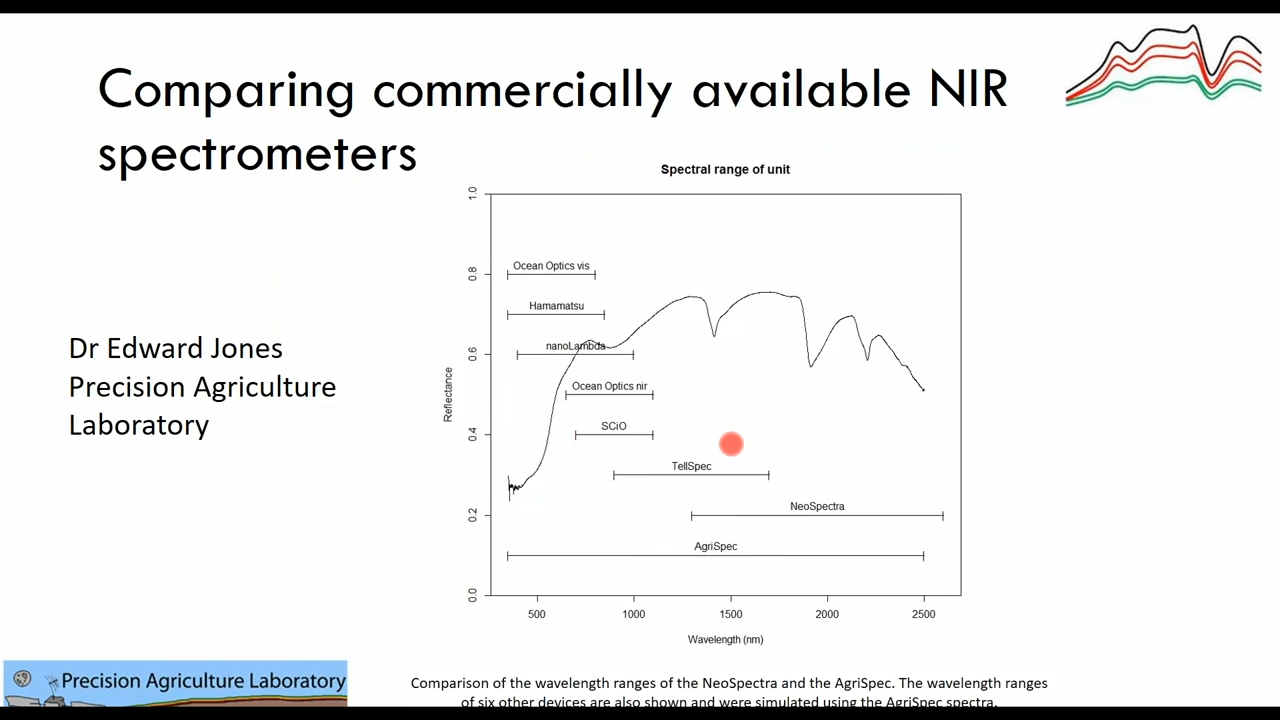 Comparing commercially available NIR
spectrometers
Spectral range of unit
1.0
0.8
0.6
0.4
0.2
0.0
Reflectance
Ocean Optics vis
Hamamatsu
nanoLambda
Ocean Optics nir
SCiO
TellSpec
NeoSpectra
AgriSpec
500 1000 1500 2000 2500
Wavelength (nm)
Dr Edward Jones
Precision Agriculture
Laboratory
Precision Agriculture Laboratory
Comparison of the wavelength ranges of the NeoSpectra and the AgriSpec. The wavelength ranges
of six other devices are also shown and were simulated using the AgriSpec spectra.